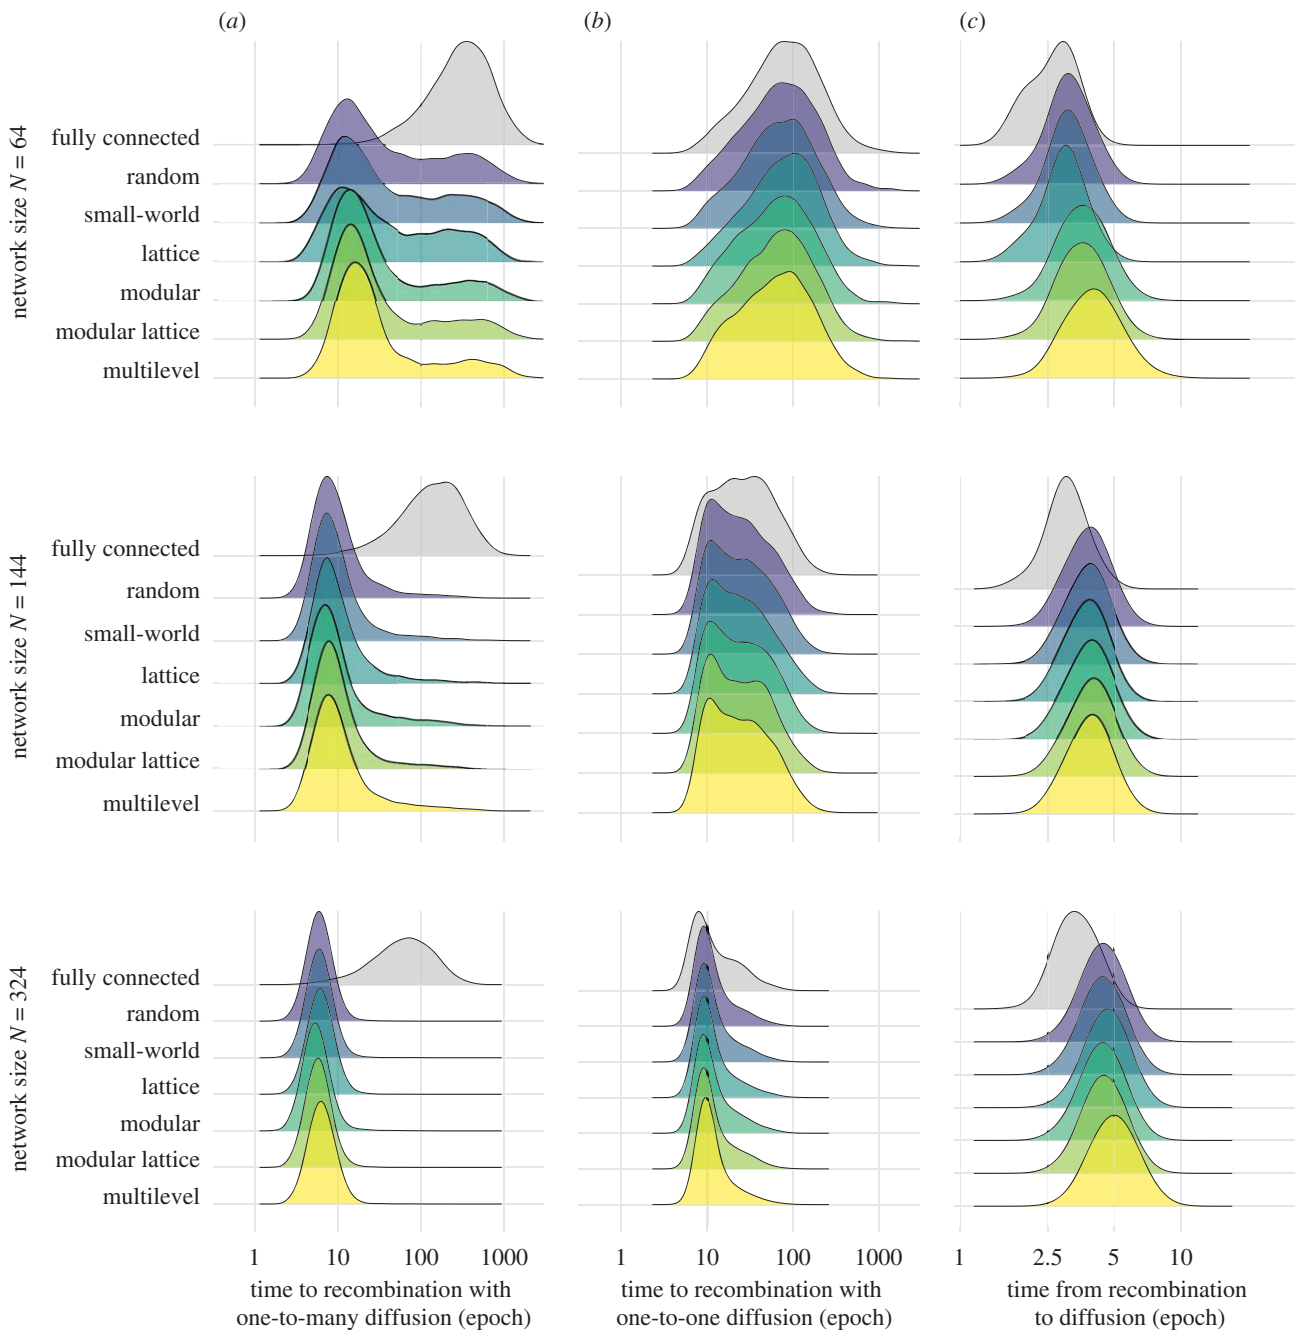 (a)
(b)
(c)
network size N = 64
fully connected
random
small-world
lattice
modular
modular lattice
multilevel
network size N = 144
fully connected
random
small-world
lattice
modular
modular lattice
multilevel
network size N = 324
fully connected
random
small-world
lattice
modular
modular lattice
multilevel
1 10 100 1000
time to recombination with
one-to-many diffusion (epoch)
1 10 100 1000
time to recombination with
one-to-one diffusion (epoch)
1 2.5 5 10
time from recombination
to diffusion (epoch)